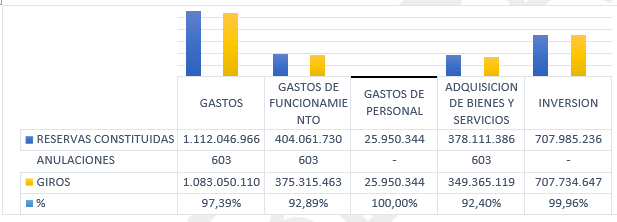 GASTOS
GASTOS DE
FUNCIONAMIE
NTO
GASTOS DE
PERSONAL
ADQUISICION
DE BIENES Y
SERVICIOS
INVERSION
RESERVAS CONSTITUIDAS 1.112.046.966 404.061.730 25.950.344 378.111.386 707.985.236
ANULACIONES 603 603 - 603 -
GIROS 1.083.050.110 375.315.463 25.950.344 349.365.119 707.734.647
% 97,39% 92,89% 100,00% 92,40% 99,96%